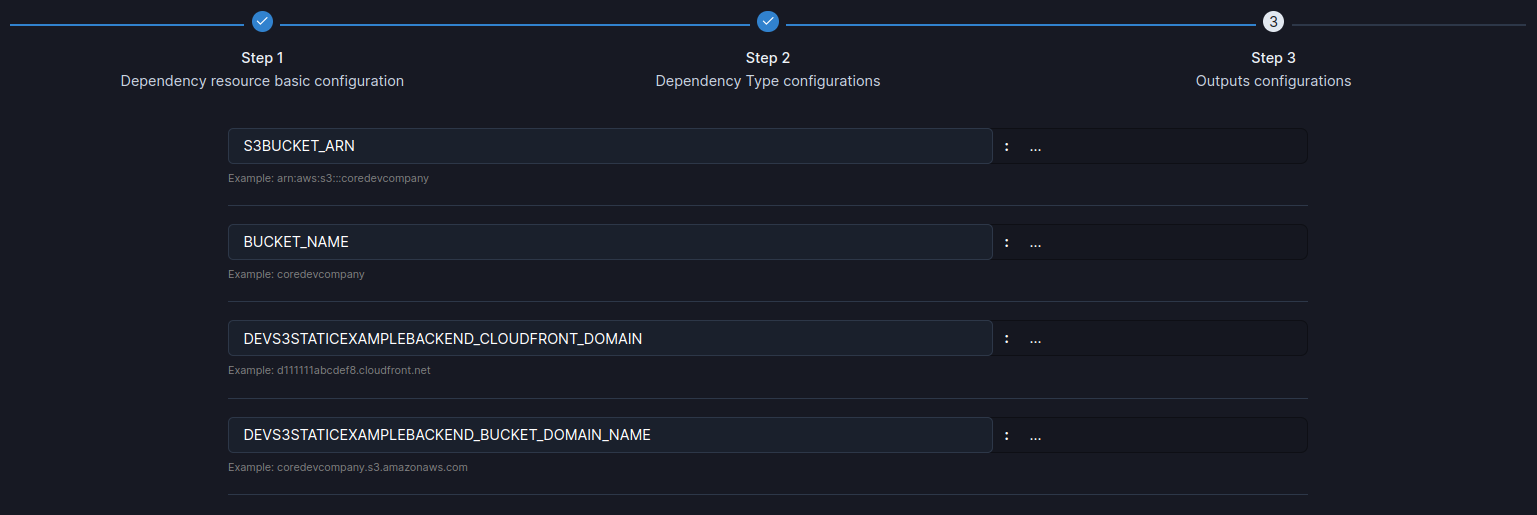 3
Step 1
Step 2
Step 3
Dependency resource basic configuration
Dependency Type configurations
Outputs configurations
S3BUCKET_ARN : ...
Example: arn:aws:s3:::coredevcompany
BUCKET_NAME : ...
Example: coredevcompany
DEVS3STATICEXAMPLEBACKEND_CLOUDFRONT_DOMAIN : ...
Example: d111111abcdef8.cloudfront.net
DEVS3STATICEXAMPLEBACKEND_BUCKET_DOMAIN_NAME : ...
Example: coredevcompany.s3.amazonaws.com